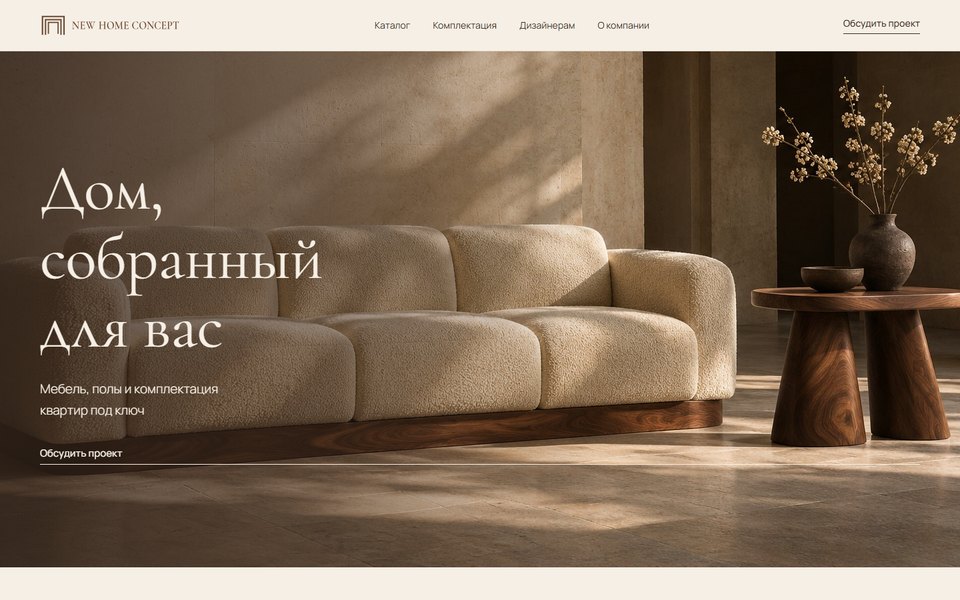 NEW HOME CONCEPT
Каталог
Комплектация
Дизайнерам
О компании
Обсудить проект
Дом,
собранный
для вас
Мебель, полы и комплектация
квартир под ключ
Обсудить проект